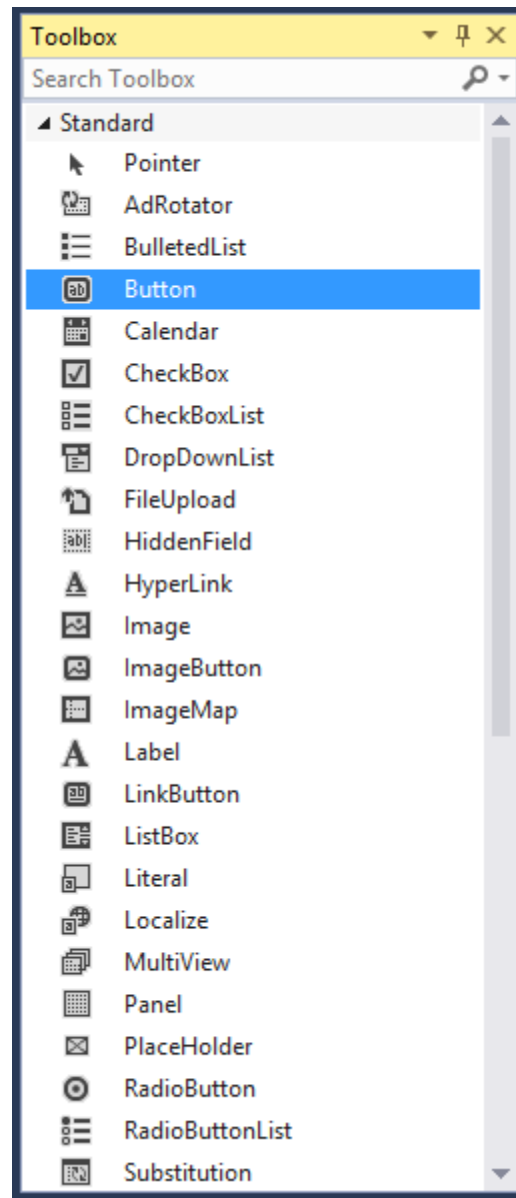 Toolbox
Search Toolbox
Standard
Pointer
AdRotator
BulletedList
Button
Calendar
CheckBox
CheckBoxList
DropDownList
FileUpload
HiddenField
HyperLink
Image
ImageButton
ImageMap
Label
LinkButton
ListBox
Literal
Localize
MultiView
Panel
PlaceHolder
RadioButton
RadioButtonList
Substitution